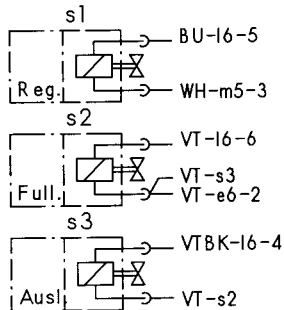 s1
BU-16-5
Reg.
WH-m5-3
s2
VT-16-6
VT-s3
Full.
VT-e6-2
s3
VTBK-16-4
Ausl.
VT-s2